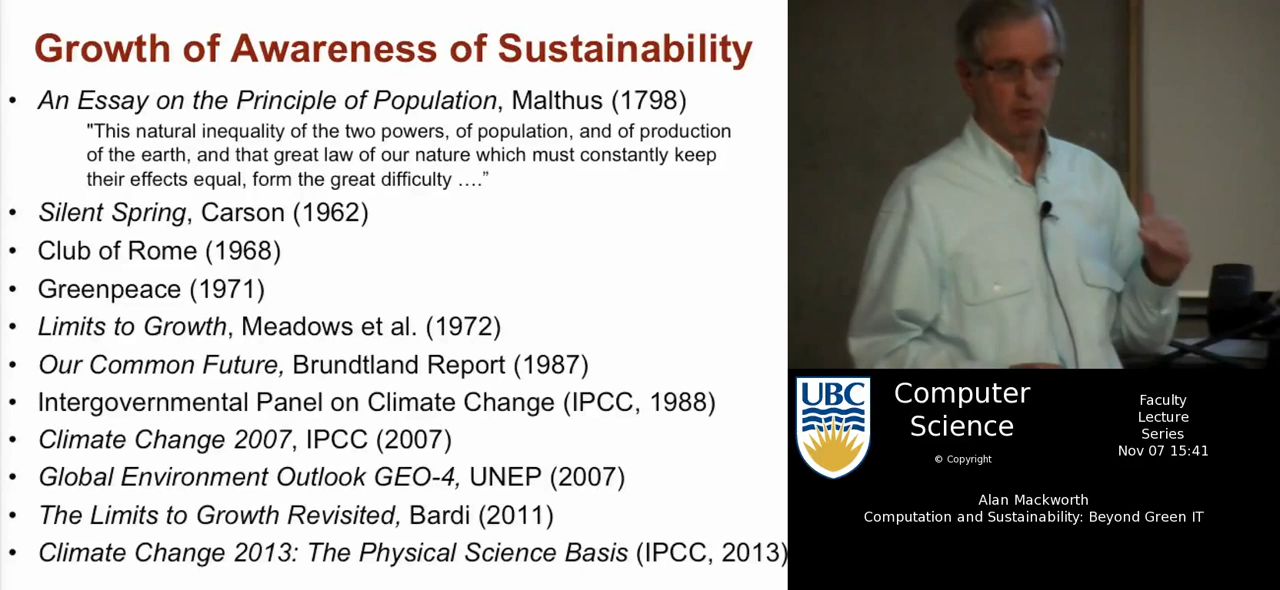 Growth of Awareness of Sustainability
• An Essay on the Principle of Population, Malthus (1798)
"This natural inequality of the two powers, of population, and of production
of the earth, and that great law of our nature which must constantly keep
their effects equal, form the great difficulty ….”
• Silent Spring, Carson (1962)
• Club of Rome (1968)
• Greenpeace (1971)
• Limits to Growth, Meadows et al. (1972)
• Our Common Future, Brundtland Report (1987)
• Intergovernmental Panel on Climate Change (IPCC, 1988)
• Climate Change 2007, IPCC (2007)
• Global Environment Outlook GEO-4, UNEP (2007)
• The Limits to Growth Revisited, Bardi (2011)
• Climate Change 2013: The Physical Science Basis (IPCC, 2013)
UBC
Computer
Science
© Copyright
Faculty
Lecture
Series
Nov 07 15:41
Alan Mackworth
Computation and Sustainability: Beyond Green IT